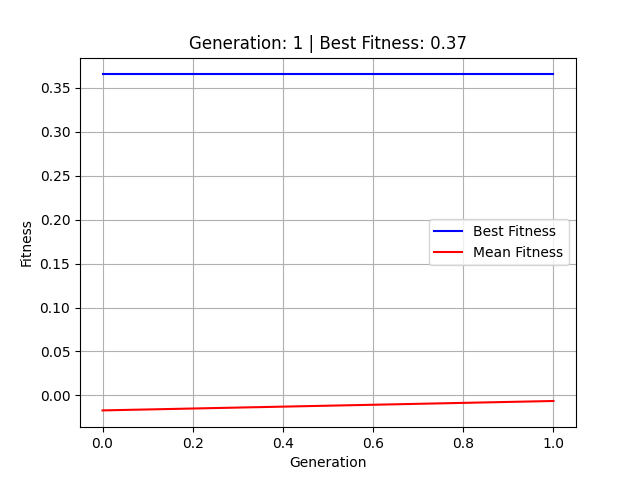 Generation: 1 | Best Fitness: 0.37
Fitness
0.35
0.30
0.25
0.20
0.15
0.10
0.05
0.00
Best Fitness
Mean Fitness
0.0 0.2 0.4 0.6 0.8 1.0
Generation